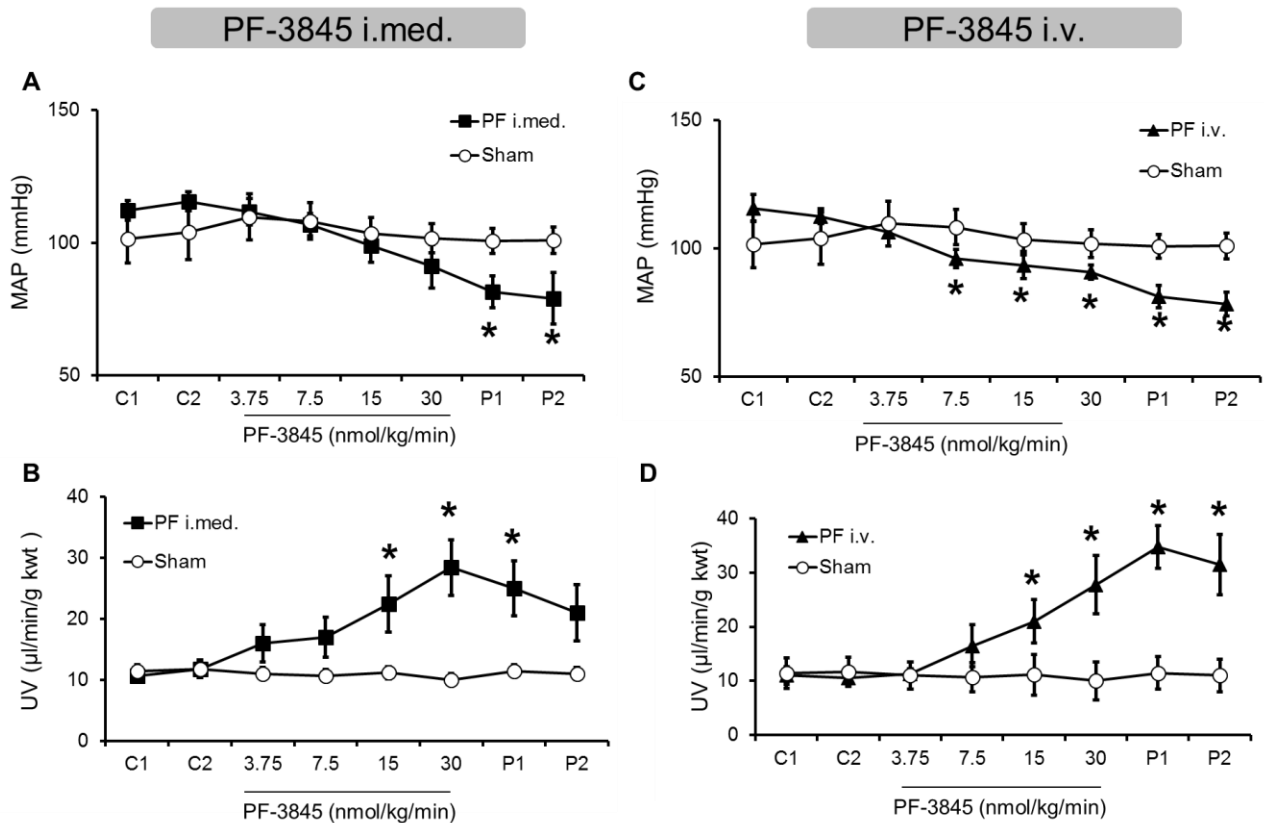 PF-3845 i.med.
PF-3845 i.v.
A
150
100
50
MAP (mmHg)
PF i.med.
Sham
* *
C1 C2 3.75 7.5 15 30 P1 P2
PF-3845 (nmol/kg/min)
C
150
100
50
MAP (mmHg)
PF i.v.
Sham
* * * * *
C1 C2 3.75 7.5 15 30 P1 P2
PF-3845 (nmol/kg/min)
B
40
30
20
10
0
UV (µl/min/g kwt )
PF i.med.
Sham
* * *
C1 C2 3.75 7.5 15 30 P1 P2
PF-3845 (nmol/kg/min)
D
40
30
20
10
0
UV (µl/min/g kwt)
PF i.v.
Sham
* * * *
C1 C2 3.75 7.5 15 30 P1 P2
PF-3845 (nmol/kg/min)